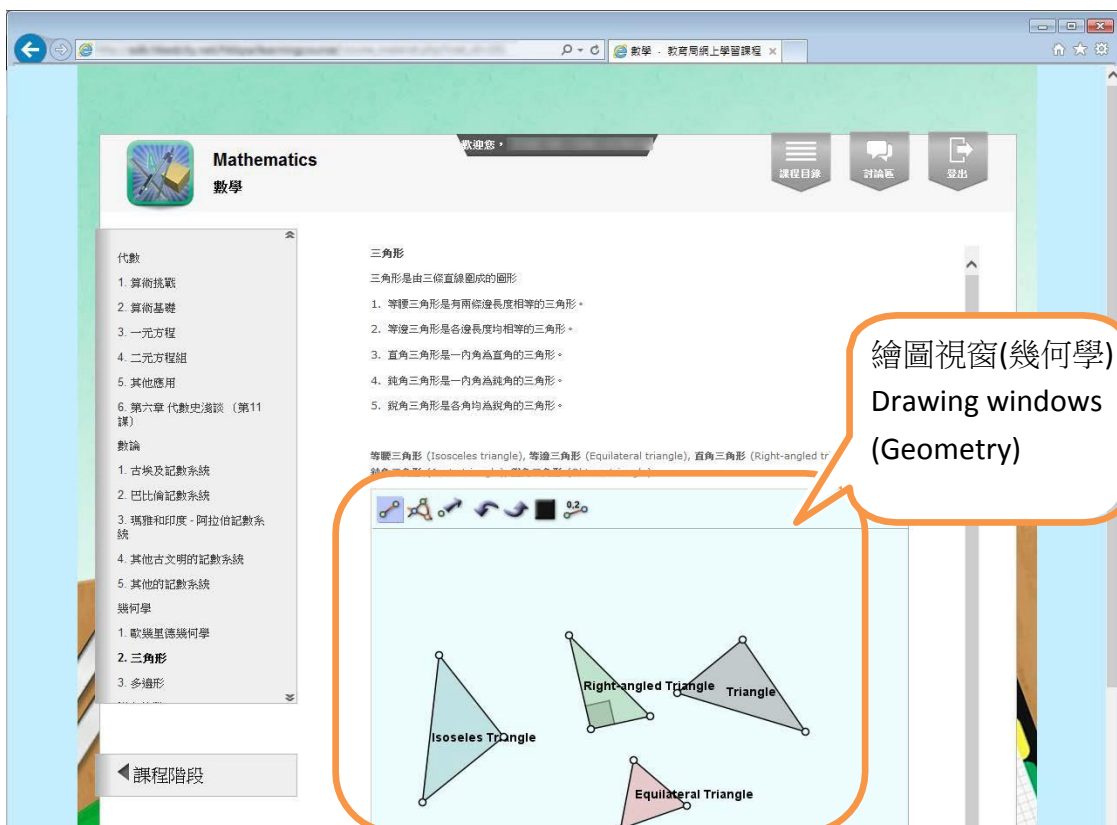 數學 - 教育局網上學習課程
Mathematics
數學
歡迎您，
課程目錄
討論區
登出
代數
1. 算術挑戰
2. 算術基礎
3. 一元方程
4. 二元方程組
5. 其他應用
6. 第六章 代數史淺談 （第11
課）
數論
1. 古埃及記數系統
2. 巴比倫記數系統
3. 瑪雅和印度 - 阿拉伯記數系
統
4. 其他古文明的記數系統
5. 其他的記數系統
幾何學
1. 歐幾里德幾何學
2. 三角形
3. 多邊形
課程階段
三角形
三角形是由三條直線圍成的圖形
1. 等腰三角形是有兩條邊長度相等的三角形。
2. 等邊三角形是各邊長度均相等的三角形。
3. 直角三角形是一內角為直角的三角形。
4. 鈍角三角形是一內角為鈍角的三角形。
5. 銳角三角形是各角均為銳角的三角形。
等腰三角形 (Isosceles triangle), 等邊三角形 (Equilateral triangle), 直角三角形 (Right-angled tr
繪圖視窗(幾何學)
Drawing windows
(Geometry)
0.2
Right-angled Triangle
Triangle
Isoseles Triangle
Equilateral Triangle